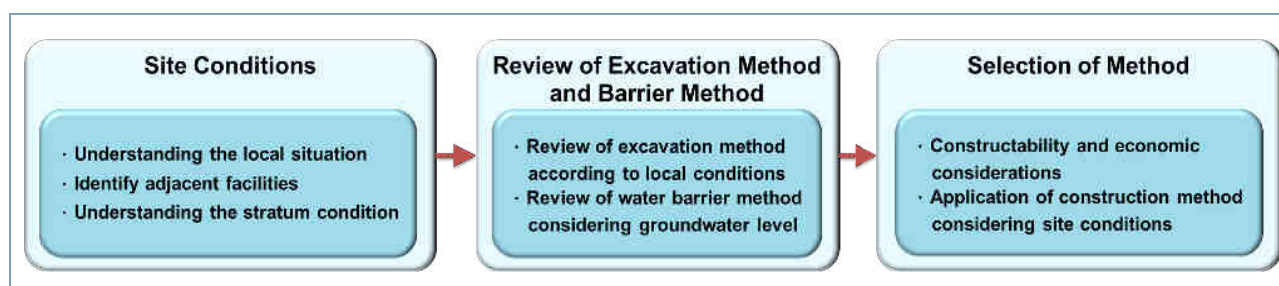 Site Conditions
· Understanding the local situation
· Identify adjacent facilities
· Understanding the stratum condition
Review of Excavation Method
and Barrier Method
· Review of excavation method
according to local conditions
· Review of water barrier method
considering groundwater level
Selection of Method
· Constructability and economic
considerations
· Application of construction method
considering site conditions